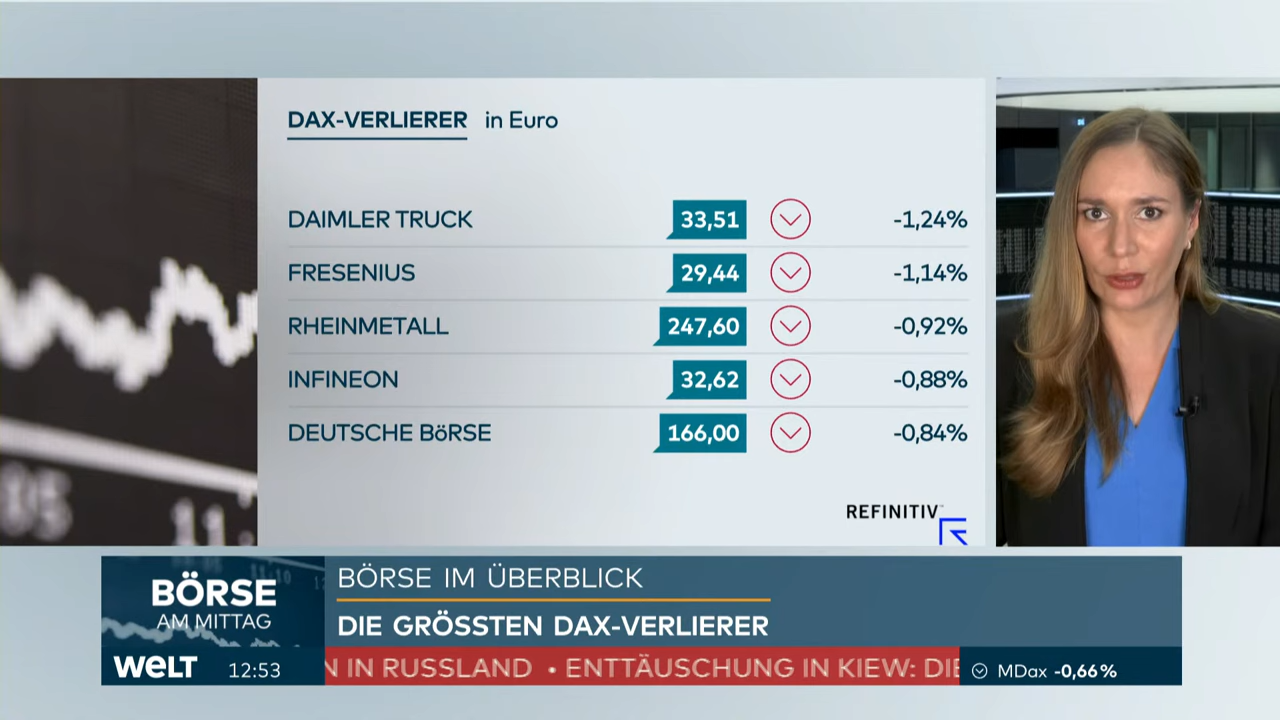 DAX-VERLIERER in Euro
DAIMLER TRUCK 33,51 -1,24%
FRESENIUS 29,44 -1,14%
RHEINMETALL 247,60 -0,92%
INFINEON 32,62 -0,88%
DEUTSCHE BöRSE 166,00 -0,84%
REFINITIV™
BÖRSE
AM MITTAG
BÖRSE IM ÜBERBLICK
DIE GRÖSSTEN DAX-VERLIERER
WELT 12:53
N IN RUSSLAND • ENTTÄUSCHUNG IN KIEW: DIE
MDax -0,66%